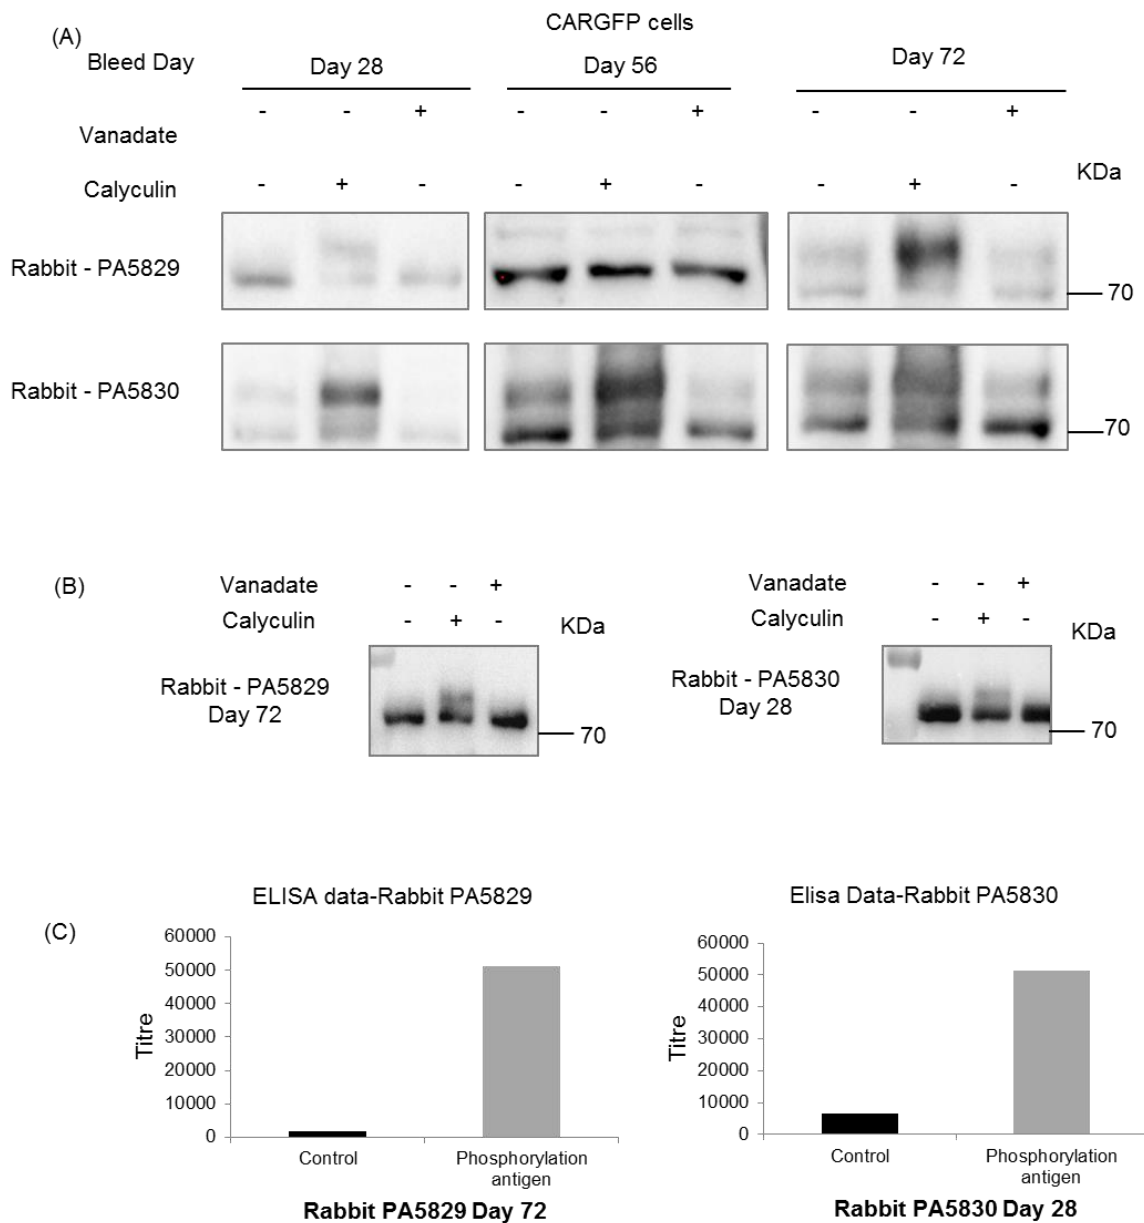 CARGFP cells
(A)
Bleed Day Day 28 Day 56 Day 72
- - + - - + - - +
Vanadate
Calyculin - + - - + - - + - KDa
Rabbit - PA5829
70
Rabbit - PA5830
70
(B)
Vanadate - - +
Calyculin - + - KDa
Rabbit - PA5829
Day 72
70
Vanadate - - +
Calyculin - + - KDa
Rabbit - PA5830
Day 28
70
(C)
ELISA data-Rabbit PA5829
Titre
60000
50000
40000
30000
20000
10000
0
Control
Phosphorylation
antigen
Rabbit PA5829 Day 72
Elisa Data-Rabbit PA5830
Titre
60000
50000
40000
30000
20000
10000
0
Control
Phosphorylation
antigen
Rabbit PA5830 Day 28